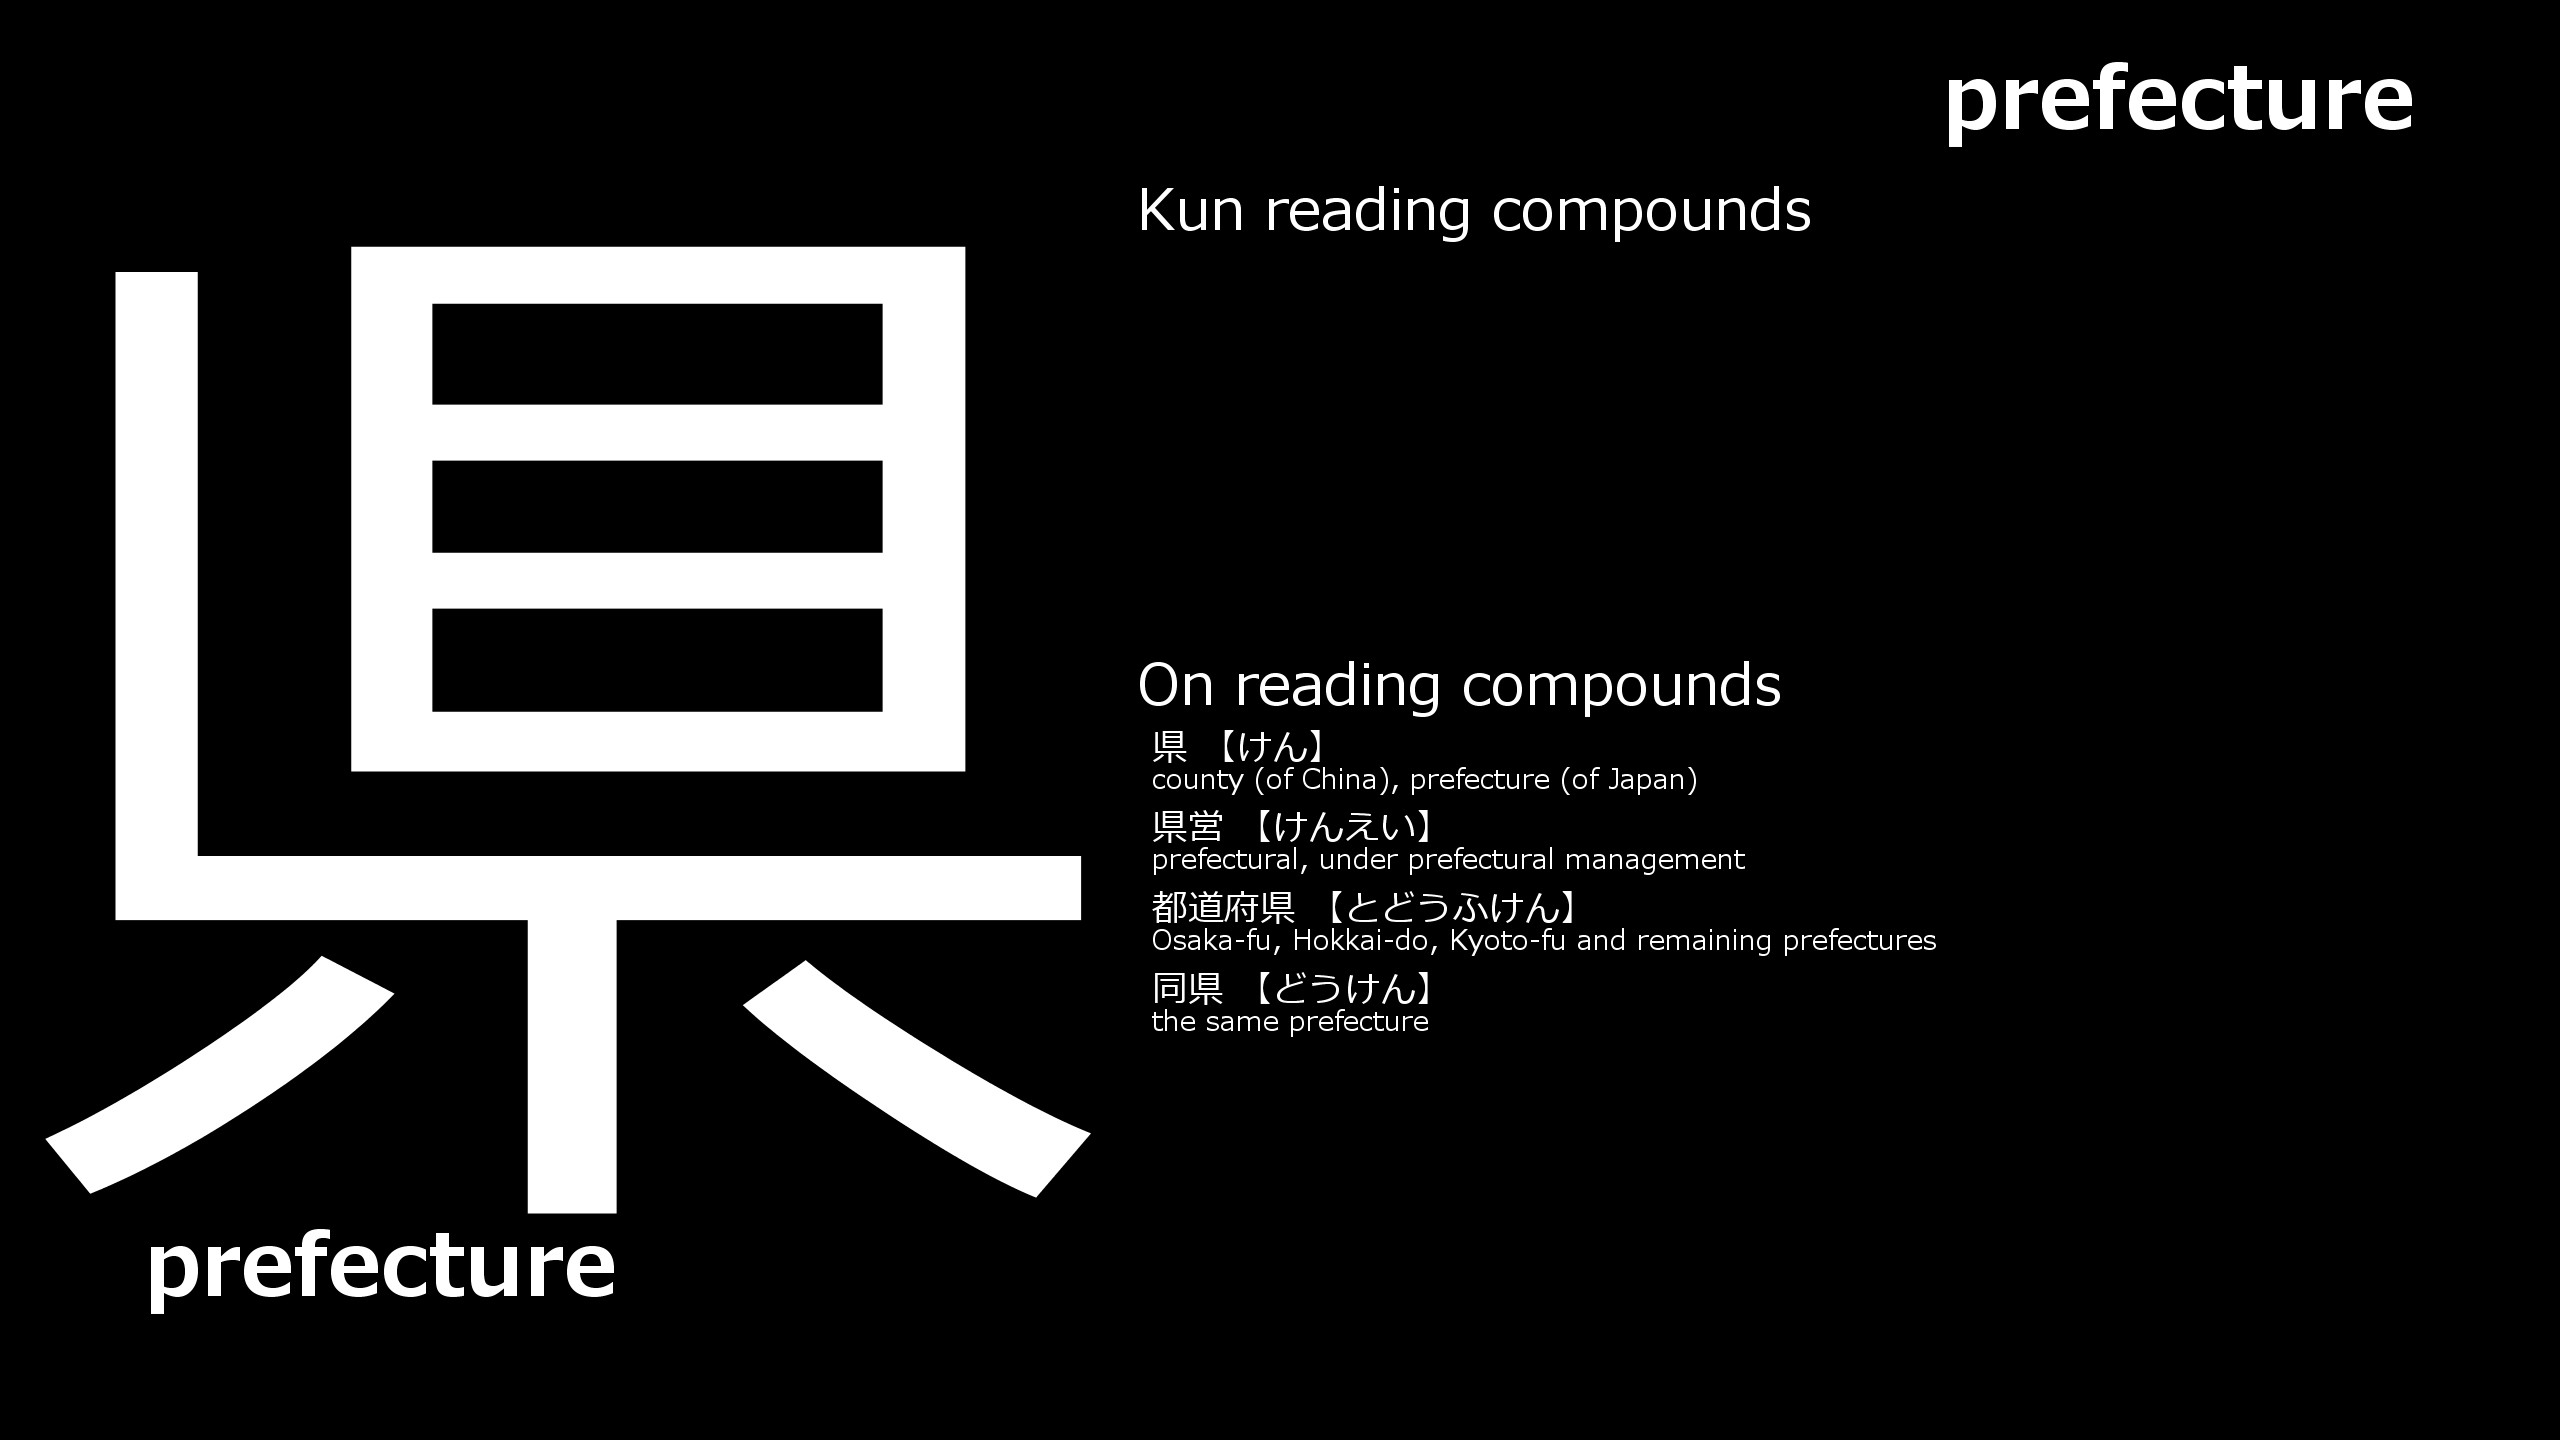 prefecture
Kun reading compounds
県
On reading compounds
県 【けん】
county (of China), prefecture (of Japan)
県営 【けんえい】
prefectural, under prefectural management
都道府県 【とどうふけん】
Osaka-fu, Hokkai-do, Kyoto-fu and remaining prefectures
同県 【どうけん】
the same prefecture
prefecture